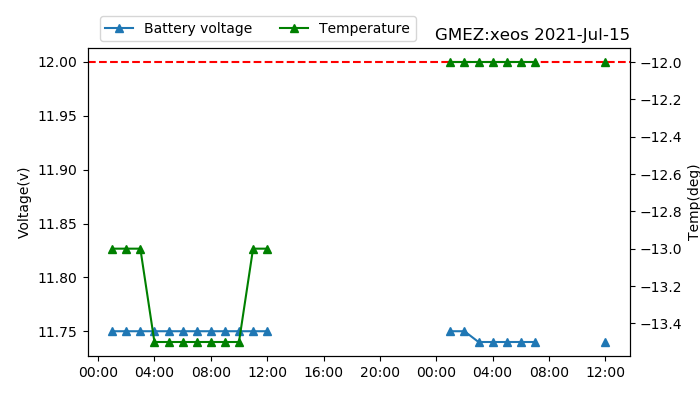 Battery voltage Temperature
GMEZ:xeos 2021-Jul-15
Voltage(v)
12.00
11.95
11.90
11.85
11.80
11.75
−12.0
−12.2
−12.4
−12.6
−12.8
−13.0
−13.2
−13.4
Temp(deg)
00:00 04:00 08:00 12:00 16:00 20:00 00:00 04:00 08:00 12:00